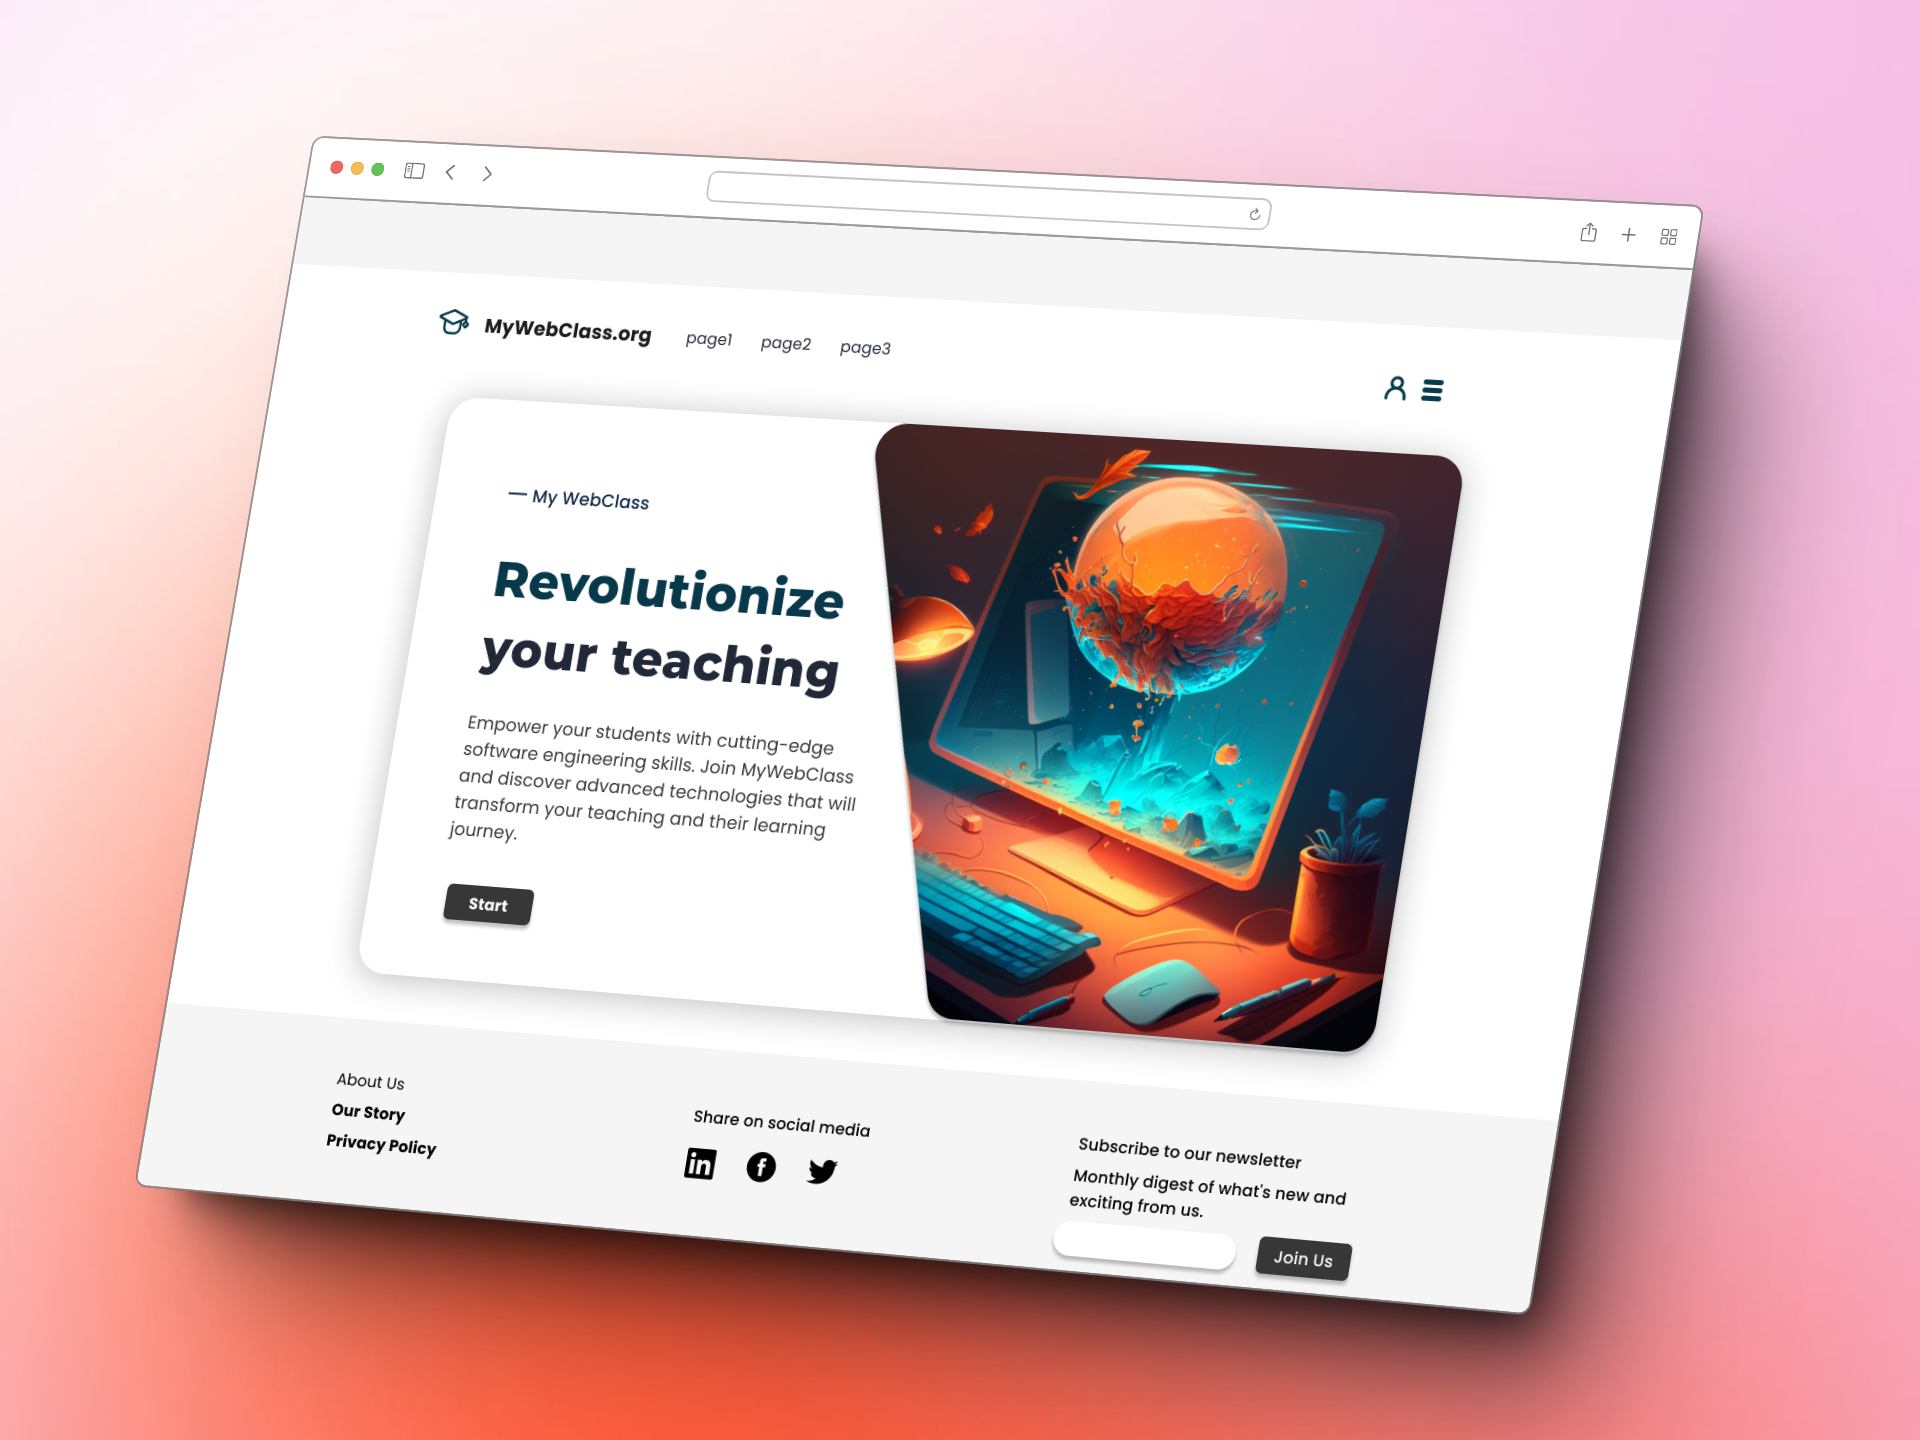 MyWebClass.org page1 page2 page3
— My WebClass
Revolutionize
your teaching
Empower your students with cutting-edge
software engineering skills. Join MyWebClass
and discover advanced technologies that will
transform your teaching and their learning
journey.
Start
About Us
Our Story
Privacy Policy
Share on social media
in f
Subscribe to our newsletter
Monthly digest of what's new and
exciting from us.
Join Us